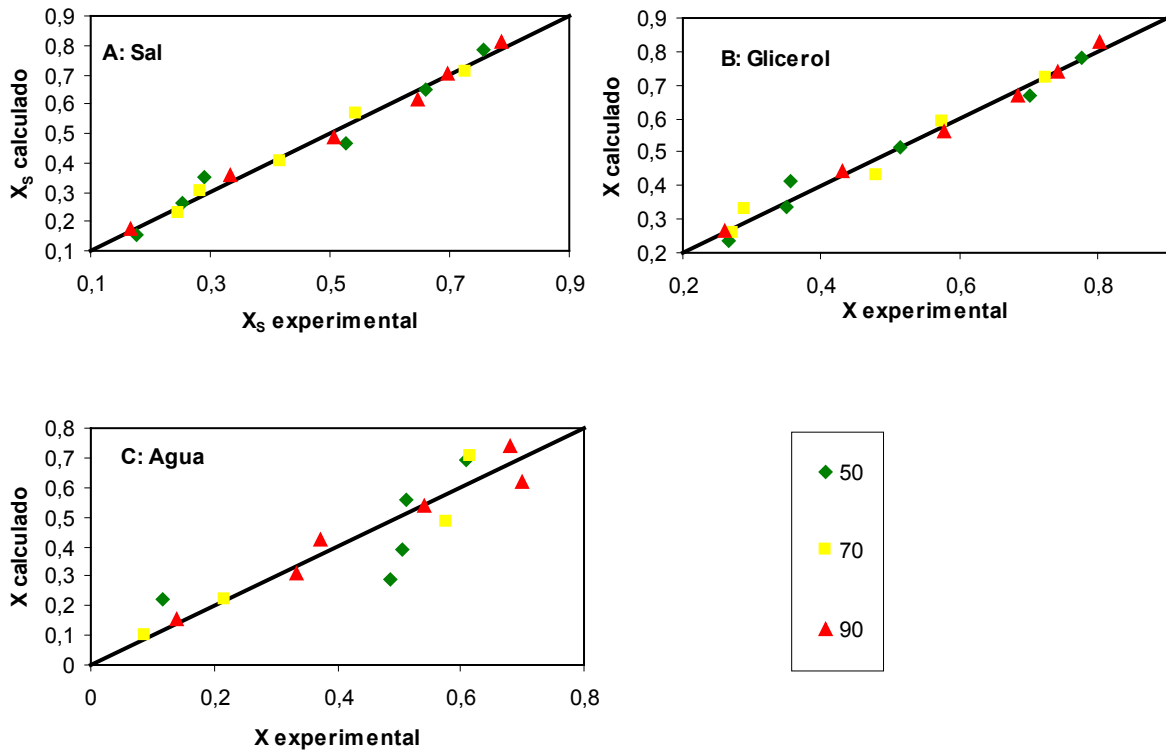 A: Sal
0,9
0,8
0,7
0,6
0,5
0,4
0,3
0,2
0,1
0,1 0,3 0,5 0,7 0,9
XS calculado
XS experimental
B: Glicerol
0,9
0,8
0,7
0,6
0,5
0,4
0,3
0,2
0,2 0,4 0,6 0,8
X calculado
X experimental
C: Agua
0,8
0,7
0,6
0,5
0,4
0,3
0,2
0,1
0
0 0,2 0,4 0,6 0,8
X calculado
X experimental
50
70
90